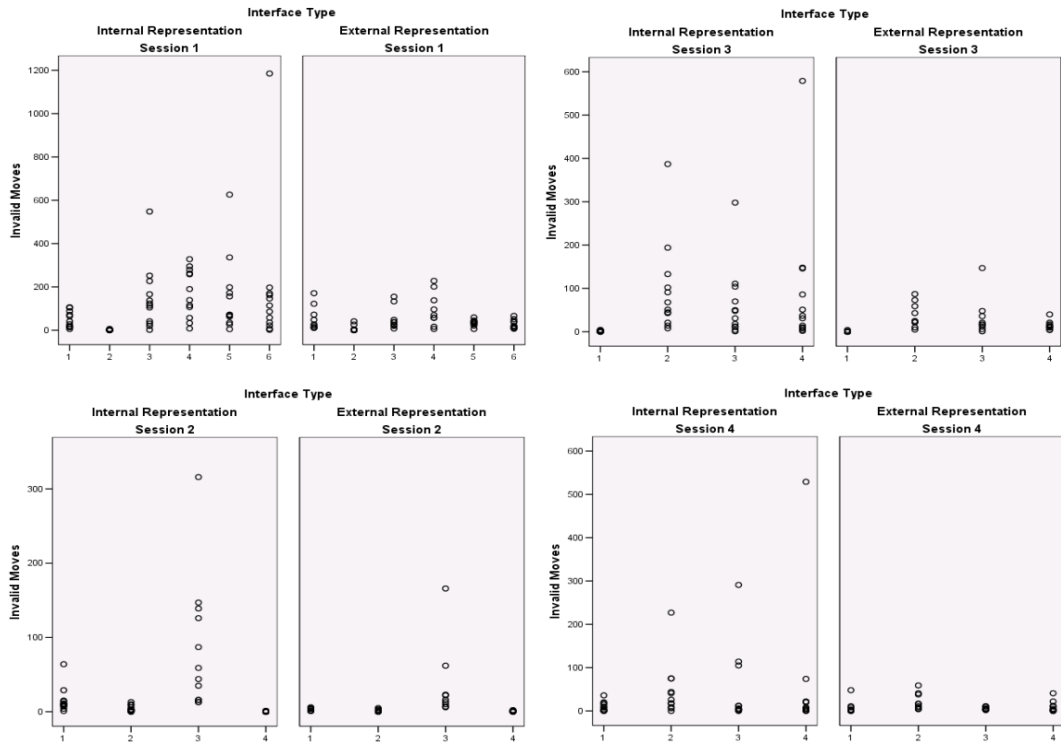 Interface Type
Internal Representation External Representation
Session 1 Session 1
Invalid Moves
1200
1000
800
600
400
200
0
1 2 3 4 5 6 1 2 3 4 5 6
Interface Type
Internal Representation External Representation
Session 3 Session 3
Invalid Moves
600
500
400
300
200
100
0
1 2 3 4 1 2 3 4
Interface Type
Internal Representation External Representation
Session 2 Session 2
Invalid Moves
300
200
100
0
1 2 3 4 1 2 3 4
Interface Type
Internal Representation External Representation
Session 4 Session 4
Invalid Moves
600
500
400
300
200
100
0
1 2 3 4 1 2 3 4